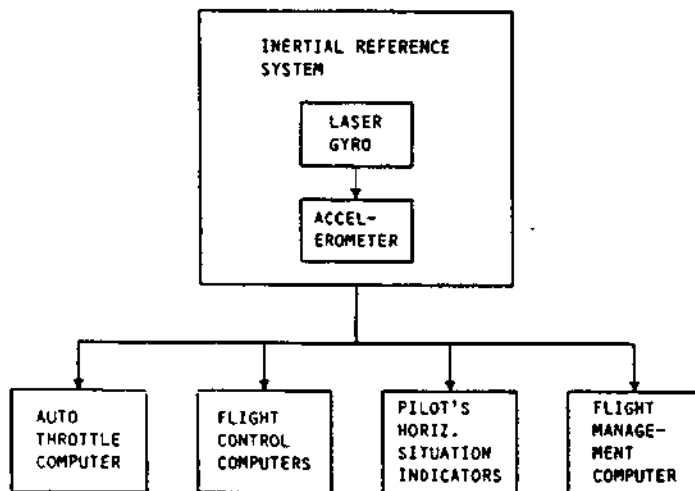 INERTIAL REFERENCE
SYSTEM
LASER
GYRO
ACCEL-
EROMETER
AUTO
THROTTLE
COMPUTER
FLIGHT
CONTROL
COMPUTERS
PILOT'S
HORIZ.
SITUATION
INDICATORS
FLIGHT
MANAGE-
MENT
COMPUTER